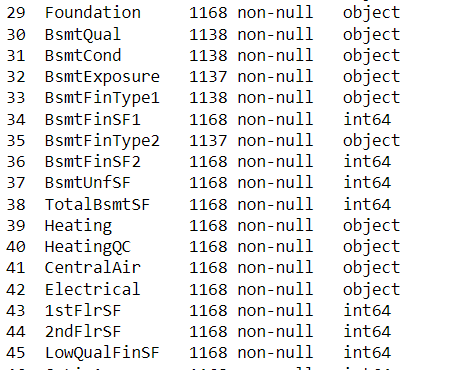 29 Foundation 1168 non-null object
30 BsmtQual 1138 non-null object
31 BsmtCond 1138 non-null object
32 BsmtExposure 1137 non-null object
33 BsmtFinType1 1138 non-null object
34 BsmtFinSF1 1168 non-null int64
35 BsmtFinType2 1137 non-null object
36 BsmtFinSF2 1168 non-null int64
37 BsmtUnfSF 1168 non-null int64
38 TotalBsmtSF 1168 non-null int64
39 Heating 1168 non-null object
40 HeatingQC 1168 non-null object
41 CentralAir 1168 non-null object
42 Electrical 1168 non-null object
43 1stFlrSF 1168 non-null int64
44 2ndFlrSF 1168 non-null int64
45 LowQualFinSF 1168 non-null int64